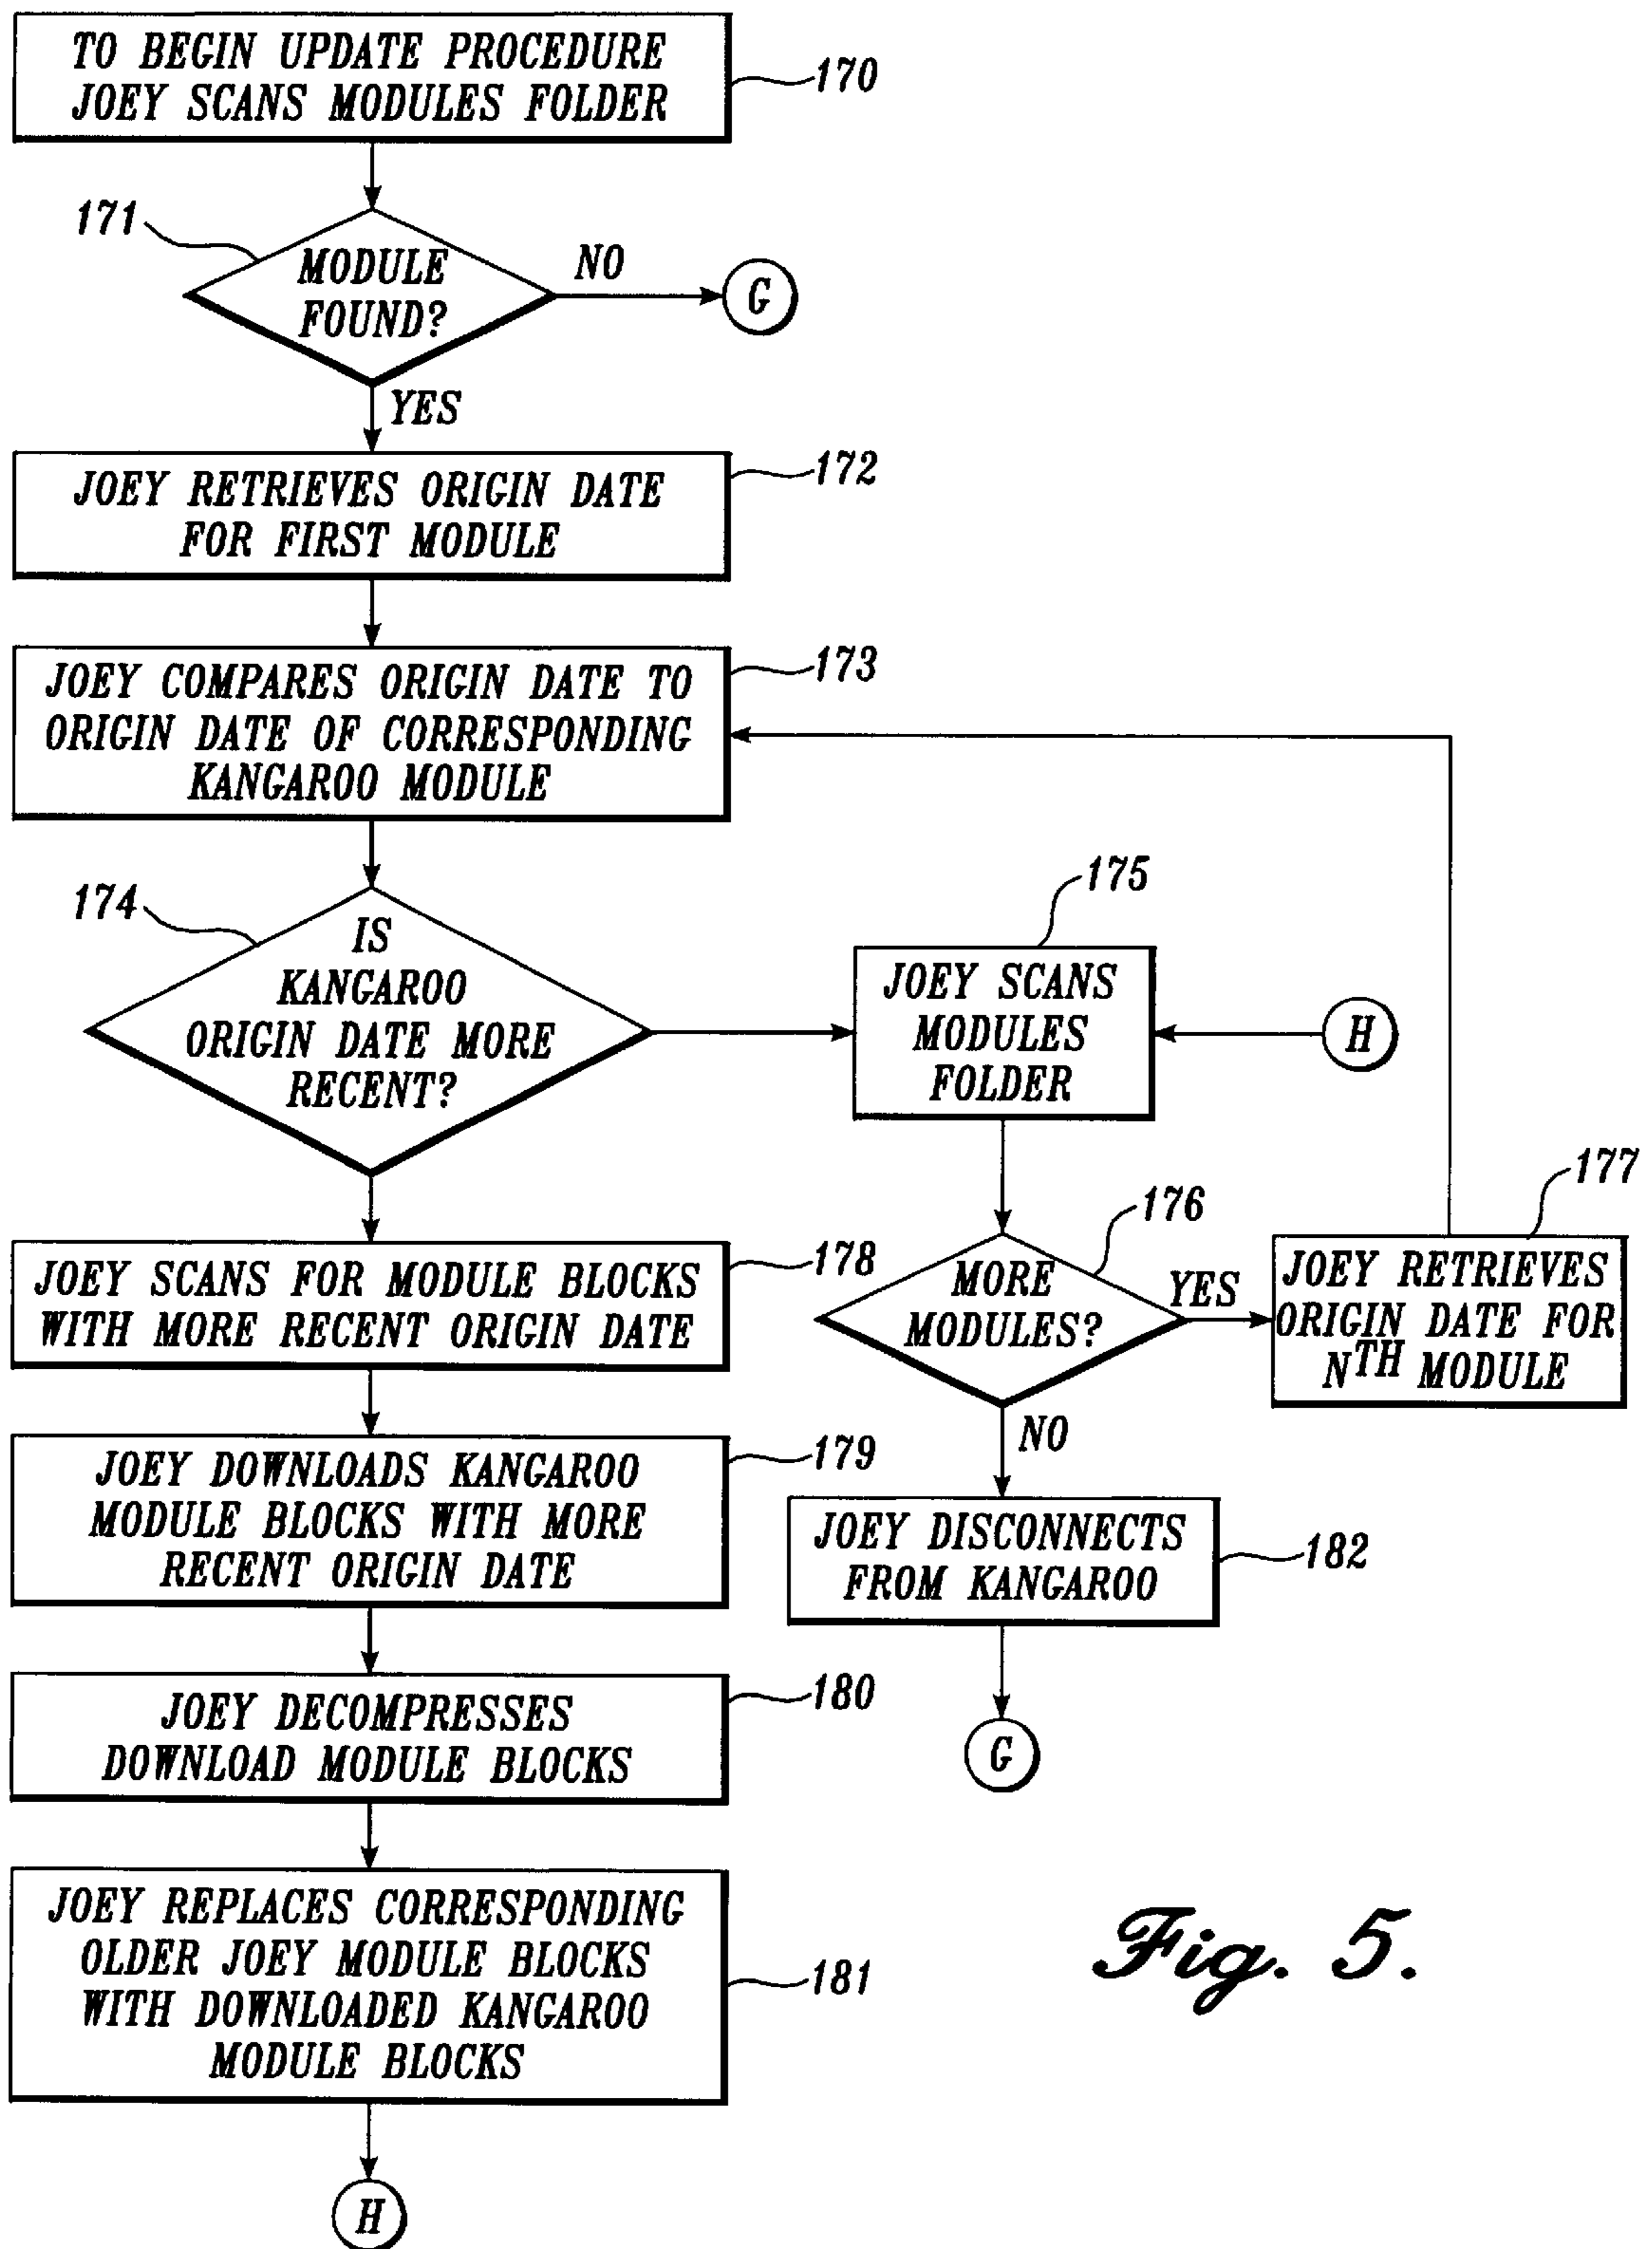 TO BEGIN UPDATE PROCEDURE
JOEY SCANS MODULES FOLDER
170
171
MODULE
FOUND?
NO
G
YES
JOEY RETRIEVES ORIGIN DATE
FOR FIRST MODULE
172
JOEY COMPARES ORIGIN DATE TO
ORIGIN DATE OF CORRESPONDING
KANGAROO MODULE
173
174
IS
KANGAROO
ORIGIN DATE MORE
RECENT?
175
JOEY SCANS
MODULES
FOLDER
H
176
MORE
MODULES?
YES
177
JOEY RETRIEVES
ORIGIN DATE FOR
NTH MODULE
NO
JOEY DISCONNECTS
FROM KANGAROO
182
G
JOEY SCANS FOR MODULE BLOCKS
WITH MORE RECENT ORIGIN DATE
178
JOEY DOWNLOADS KANGAROO
MODULE BLOCKS WITH MORE
RECENT ORIGIN DATE
179
JOEY DECOMPRESSES
DOWNLOAD MODULE BLOCKS
180
JOEY REPLACES CORRESPONDING
OLDER JOEY MODULE BLOCKS
WITH DOWNLOADED KANGAROO
MODULE BLOCKS
181
H
Fig. 5.